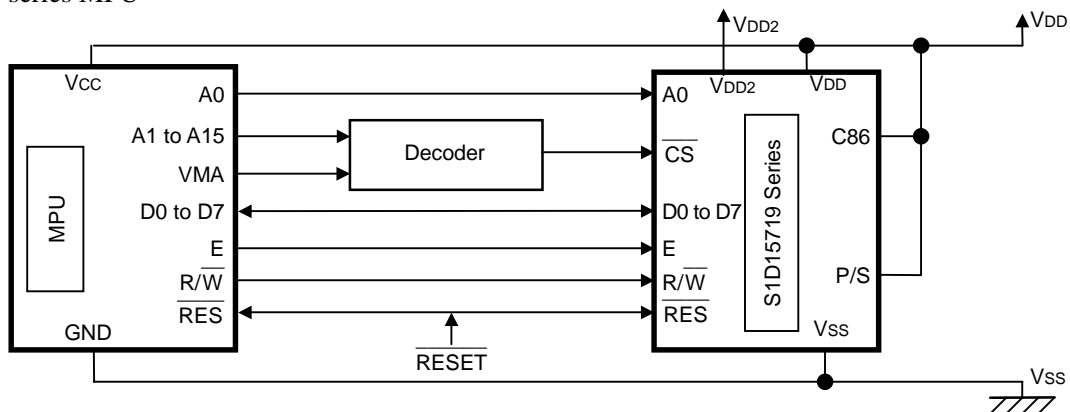 series MPU
VDD2
VDD
VCC
VDD2
VDD
A0
A0
A1 to A15
Decoder
CS
C86
VMA
MPU
S1D15719 Series
D0 to D7
D0 to D7
E
E
R/W
R/W
P/S
RES
RES
GND
VSS
RESET
VSS